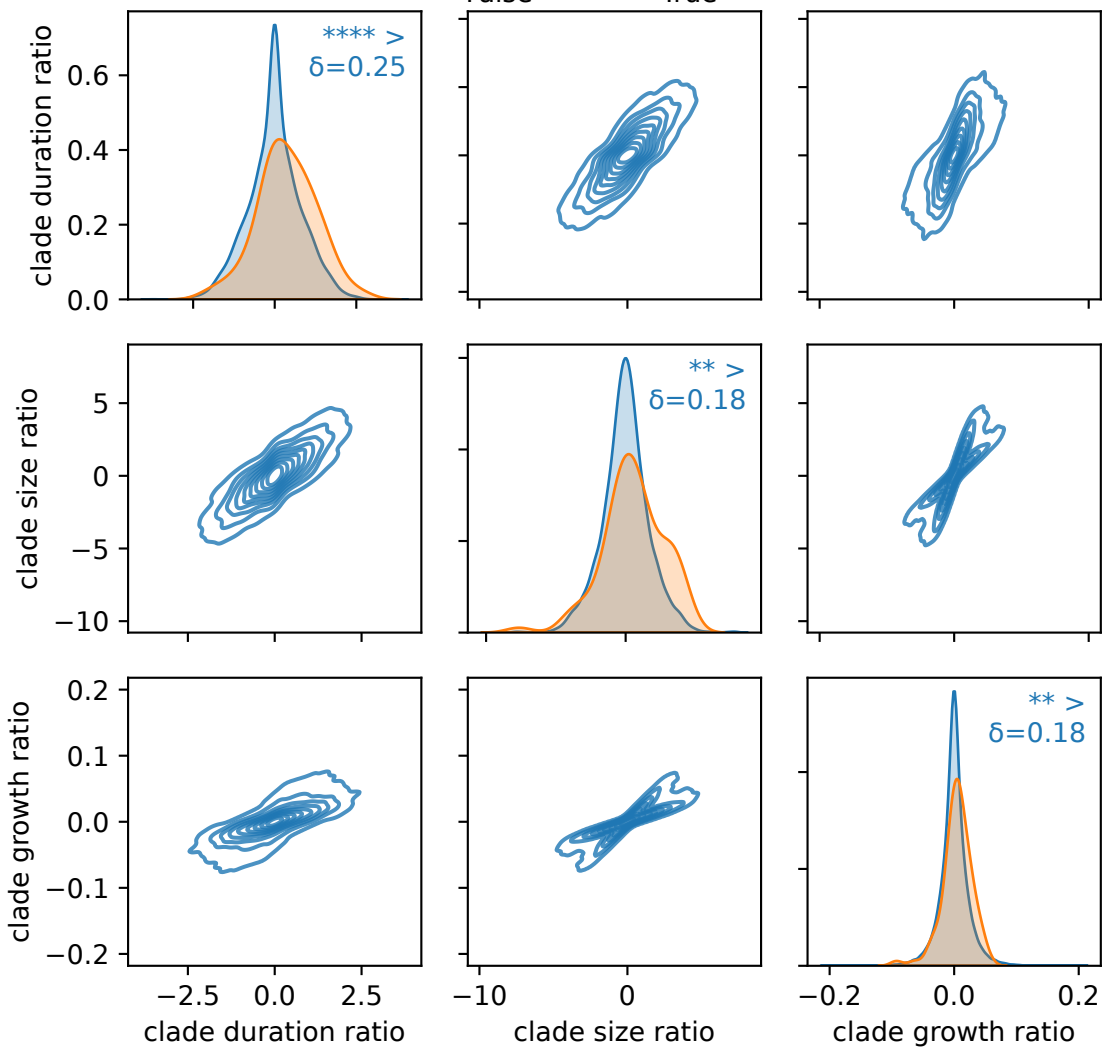 False True
clade duration ratio
0.6
0.4
0.2
0.0
**** >
δ=0.25
clade size ratio
5
0
−5
−10
** >
δ=0.18
clade growth ratio
0.2
0.1
0.0
−0.1
−0.2
** >
δ=0.18
−2.5 0.0 2.5
−10 0
−0.2 0.0 0.2
clade duration ratio
clade size ratio
clade growth ratio